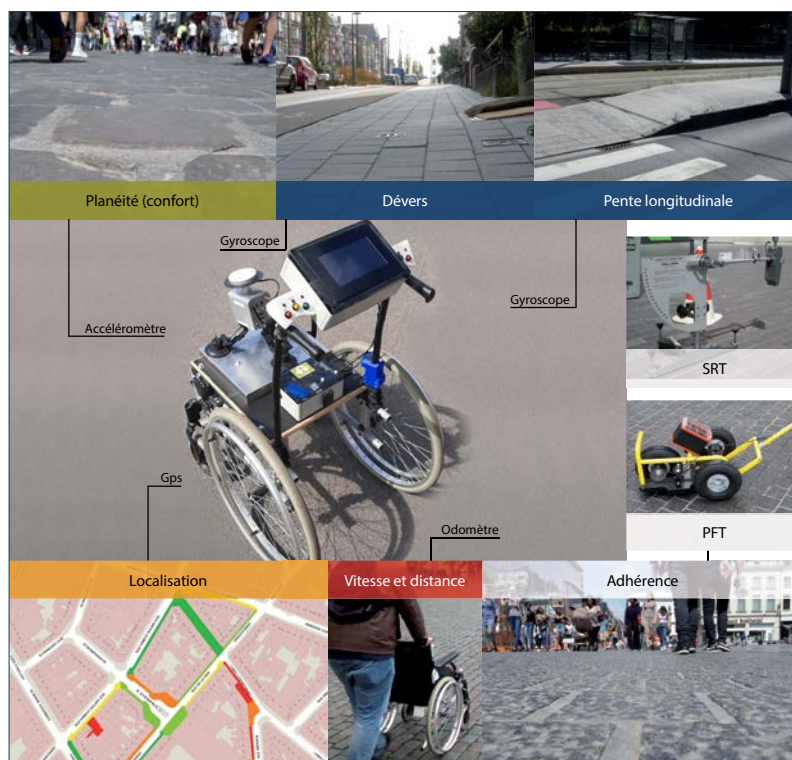 Planéité (confort)
Dévers
Pente longitudinale
Gyroscope
Gyroscope
Accéléromètre
SRT
Gps
Odomètre
PFT
Localisation
Vitesse et distance
Adhérence